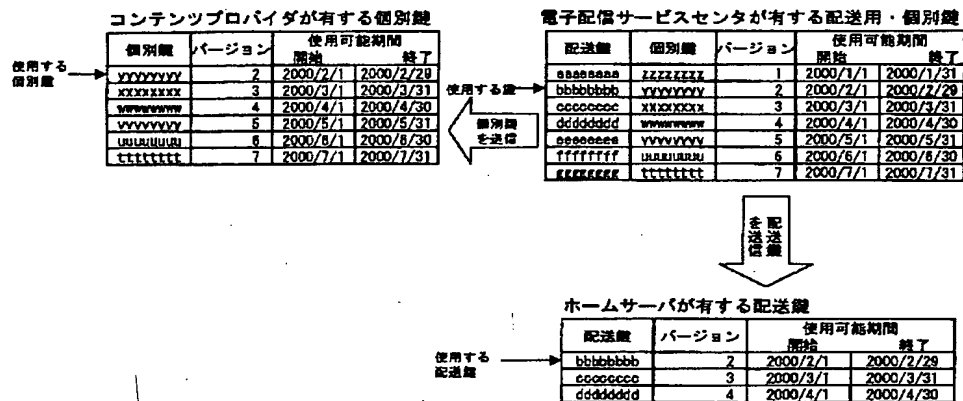 コンテンツプロバイダが有する個別鍵
個別鍵 バージョン 使用可能期間
開始 終了
使用する
個別鍵
yyyyyyyy 2 2000/2/1 2000/2/29
xxxxxxxx 3 2000/3/1 2000/3/31
wwwwwwww 4 2000/4/1 2000/4/30
vvvvvvvv 5 2000/5/1 2000/5/31
uuuuuuuu 6 2000/6/1 2000/6/30
tttttttt 7 2000/7/1 2000/7/31
個別鍵
を送信
電子配信サービスセンタが有する配送用・個別鍵
配送鍵 個別鍵 バージョン 使用可能期間
開始 終了
使用する鍵
aaaaaaaa zzzzzzzz 1 2000/1/1 2000/1/31
bbbbbbbb yyyyyyyy 2 2000/2/1 2000/2/29
cccccccc xxxxxxxx 3 2000/3/1 2000/3/31
dddddddd wwwwwwww 4 2000/4/1 2000/4/30
eeeeeeee vvvvvvvv 5 2000/5/1 2000/5/31
ffffffff uuuuuuuu 6 2000/6/1 2000/6/30
gggggggg tttttttt 7 2000/7/1 2000/7/31
配送鍵
を送信
ホームサーバが有する配送鍵
配送鍵 バージョン 使用可能期間
開始 終了
使用する
配送鍵
bbbbbbbb 2 2000/2/1 2000/2/29
cccccccc 3 2000/3/1 2000/3/31
dddddddd 4 2000/4/1 2000/4/30